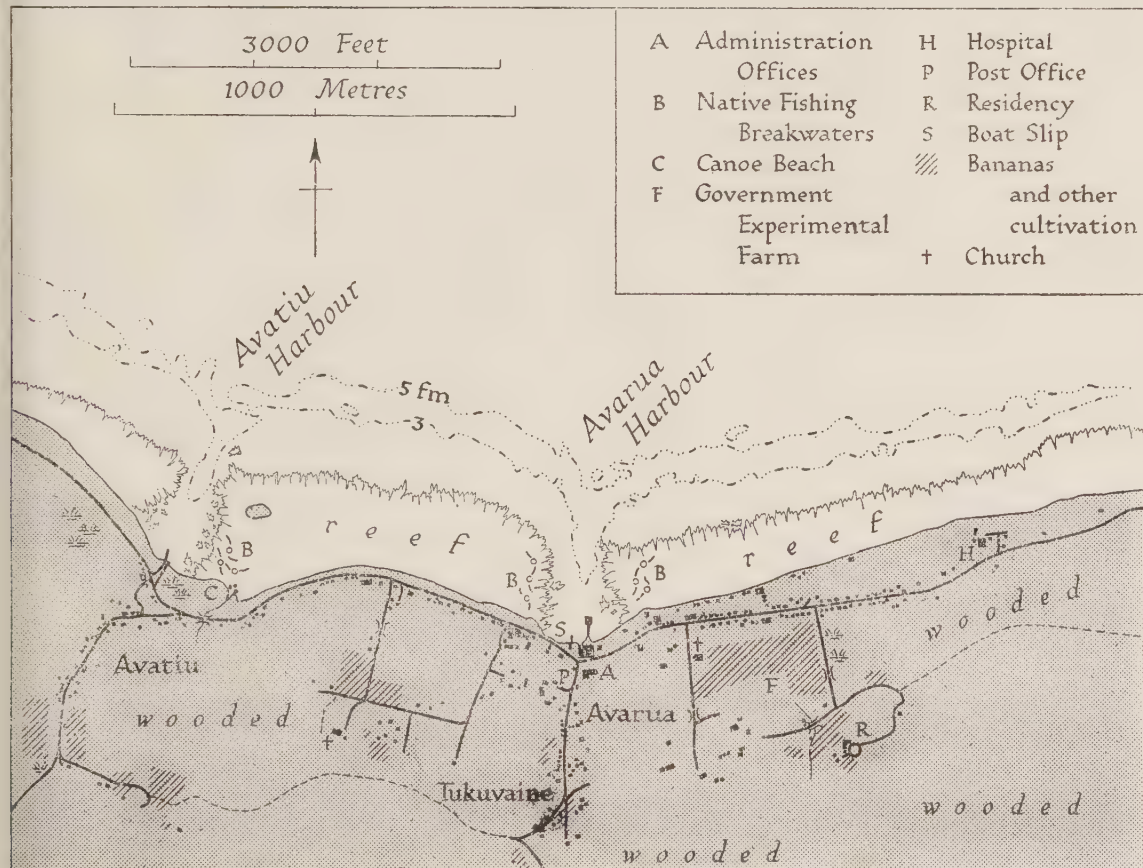 3000 Feet
1000 Metres
A Administration Offices
B Native Fishing Breakwaters
C Canoe Beach
F Government Experimental Farm
H Hospital
P Post Office
R Residency
S Boat Slip
Bananas and other cultivation
† Church
Avatiu
Harbour
Avarua
Harbour
5 fm
3
reef
reef
B
B
B
C
S
H
P
A
F
R
wooded
Avatiu
Avarua
wooded
Tukuvaine
wooded
wooded